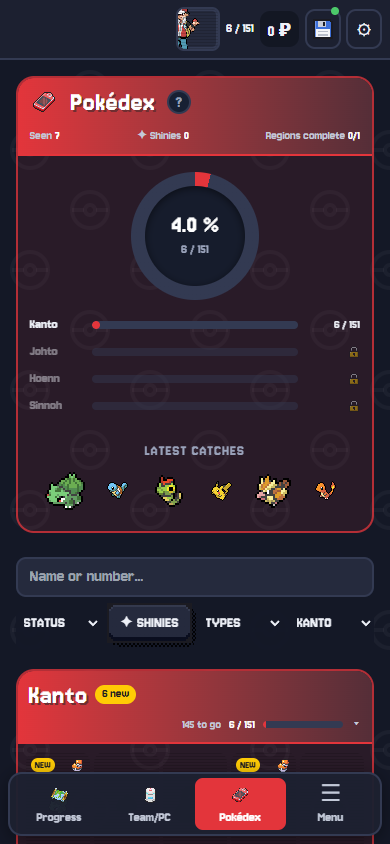 6 / 151
0 ₽
Pokédex ?
Seen 7
Shinies 0
Regions complete 0/1
4.0 %
6 / 151
Kanto 6 / 151
Johto
Hoenn
Sinnoh
LATEST CATCHES
Name or number...
STATUS
SHINIES
TYPES
KANTO
Kanto 6 new
145 to go 6 / 151
NEW
NEW
Progress
Team/PC
Pokédex
Menu